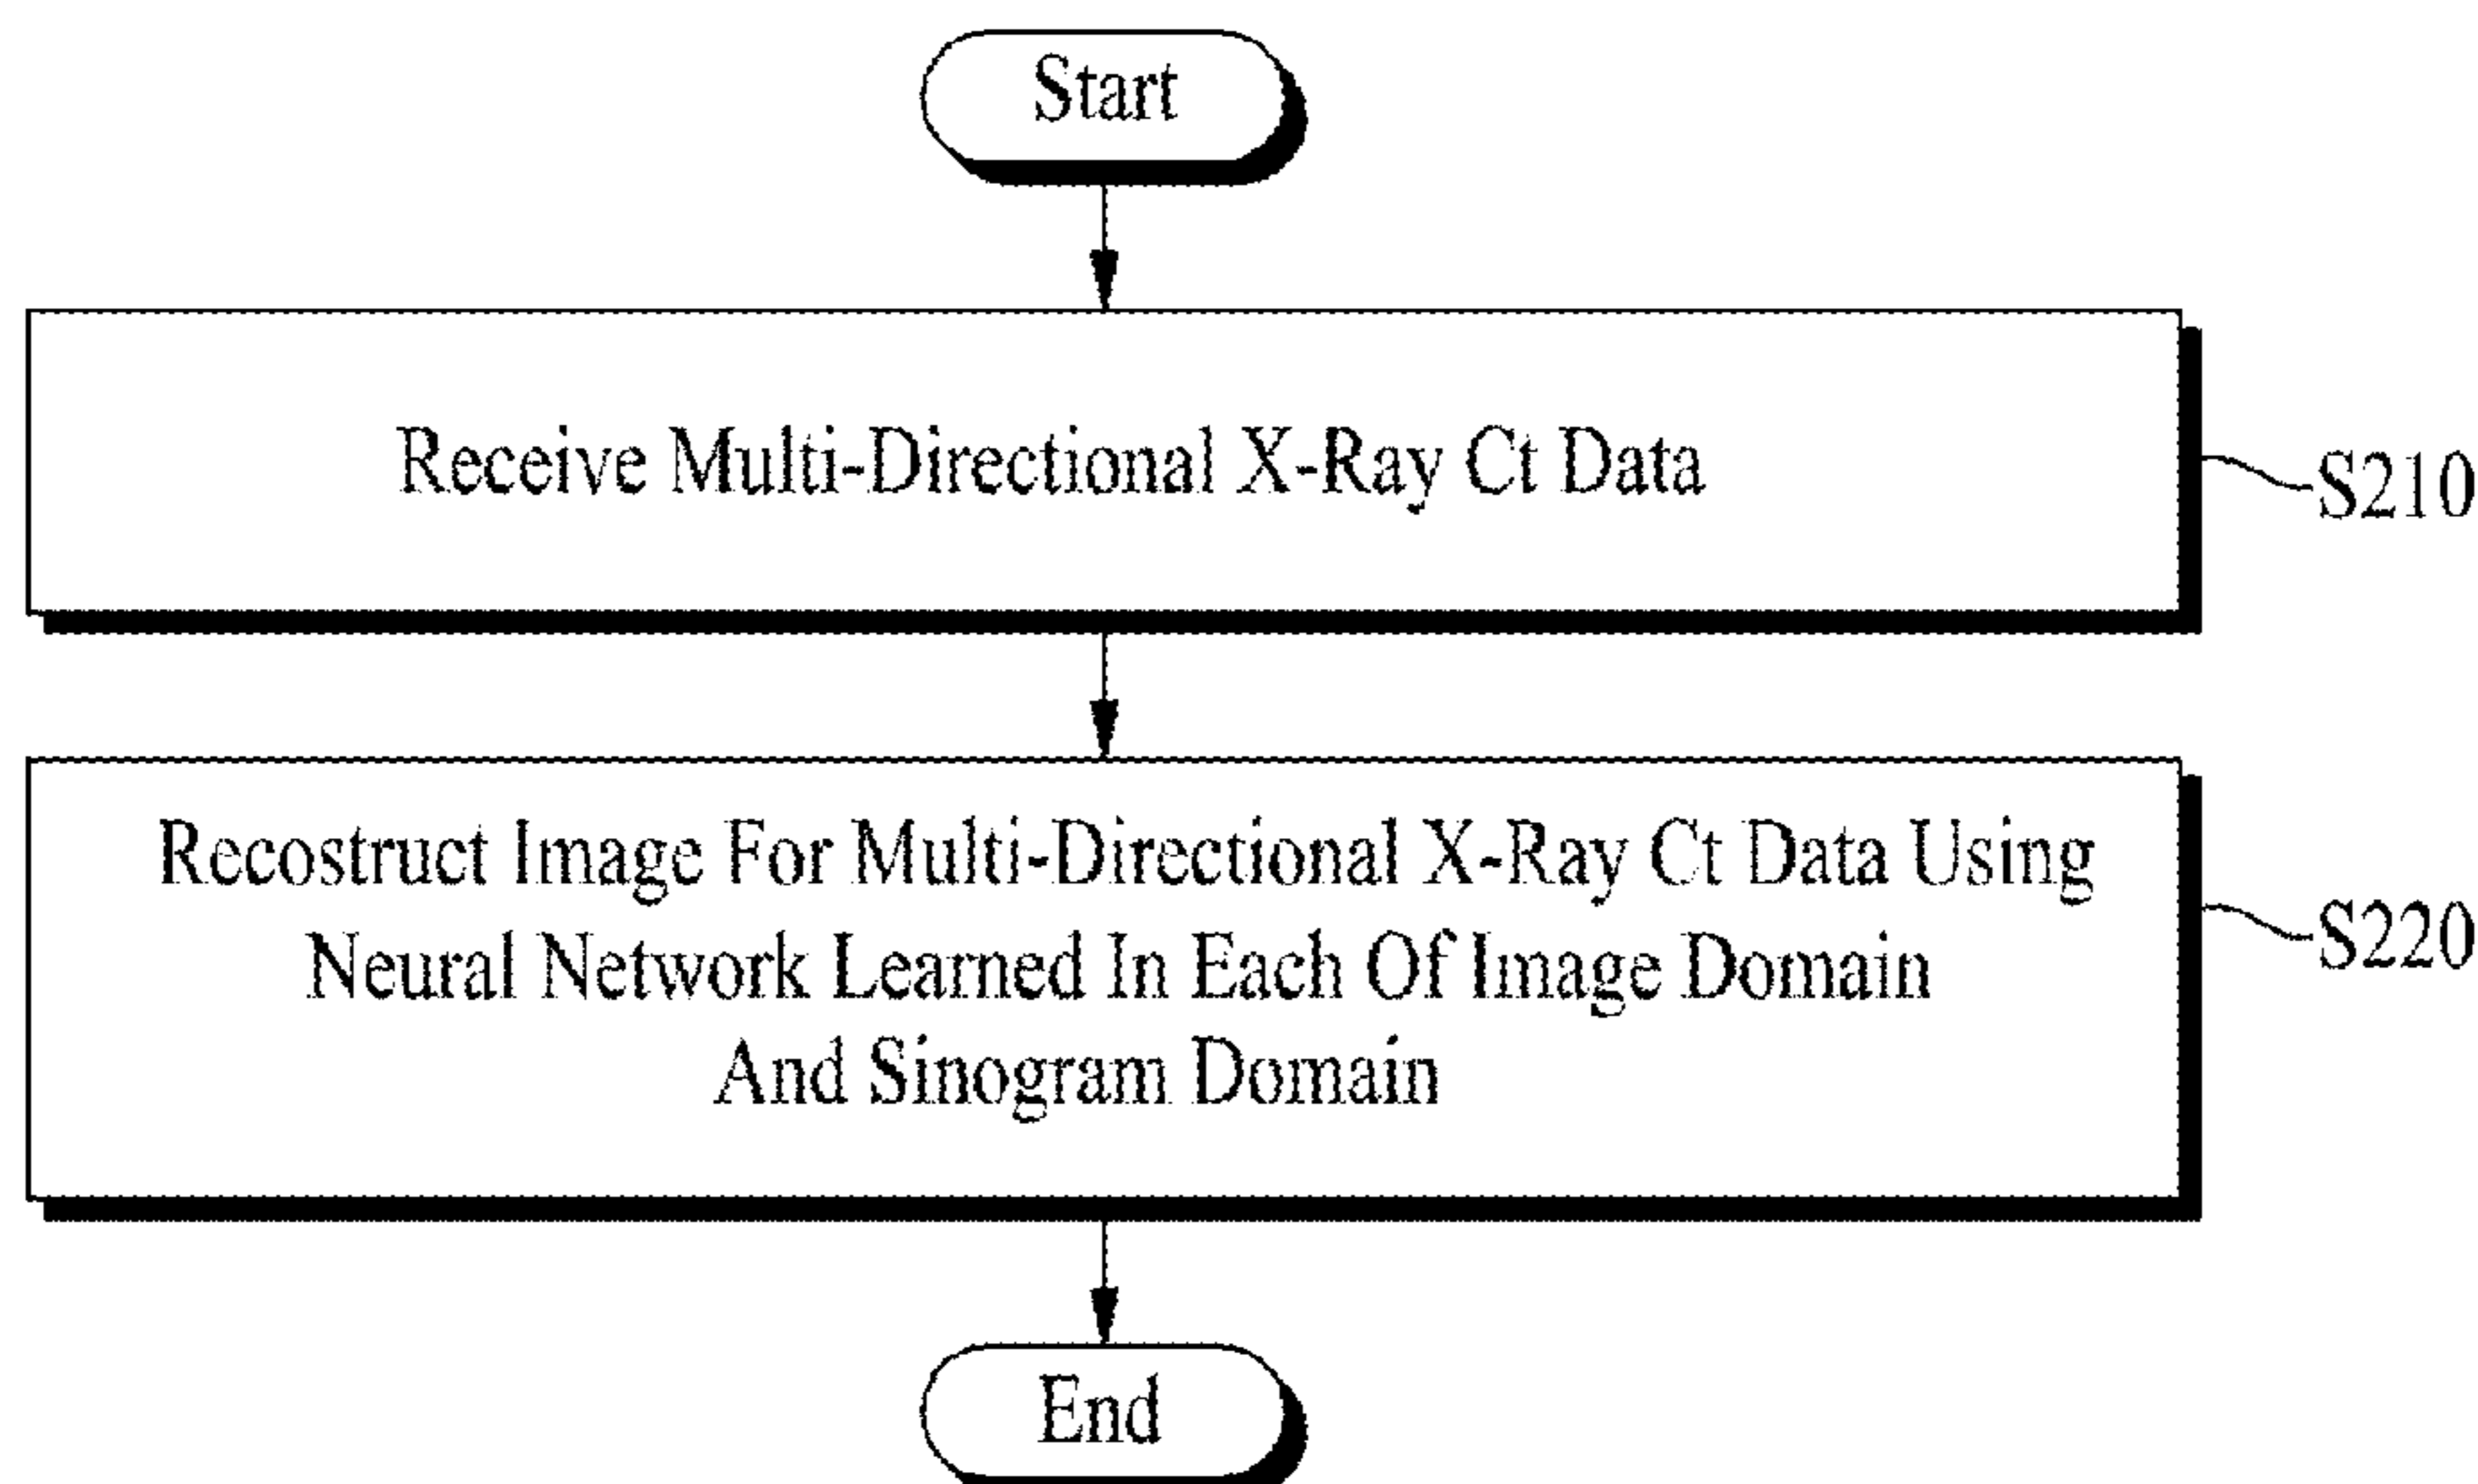 Start
Receive Multi-Directional X-Ray Ct Data
S210
Recostruct Image For Multi-Directional X-Ray Ct Data Using
Neural Network Learned In Each Of Image Domain
And Sinogram Domain
S220
End